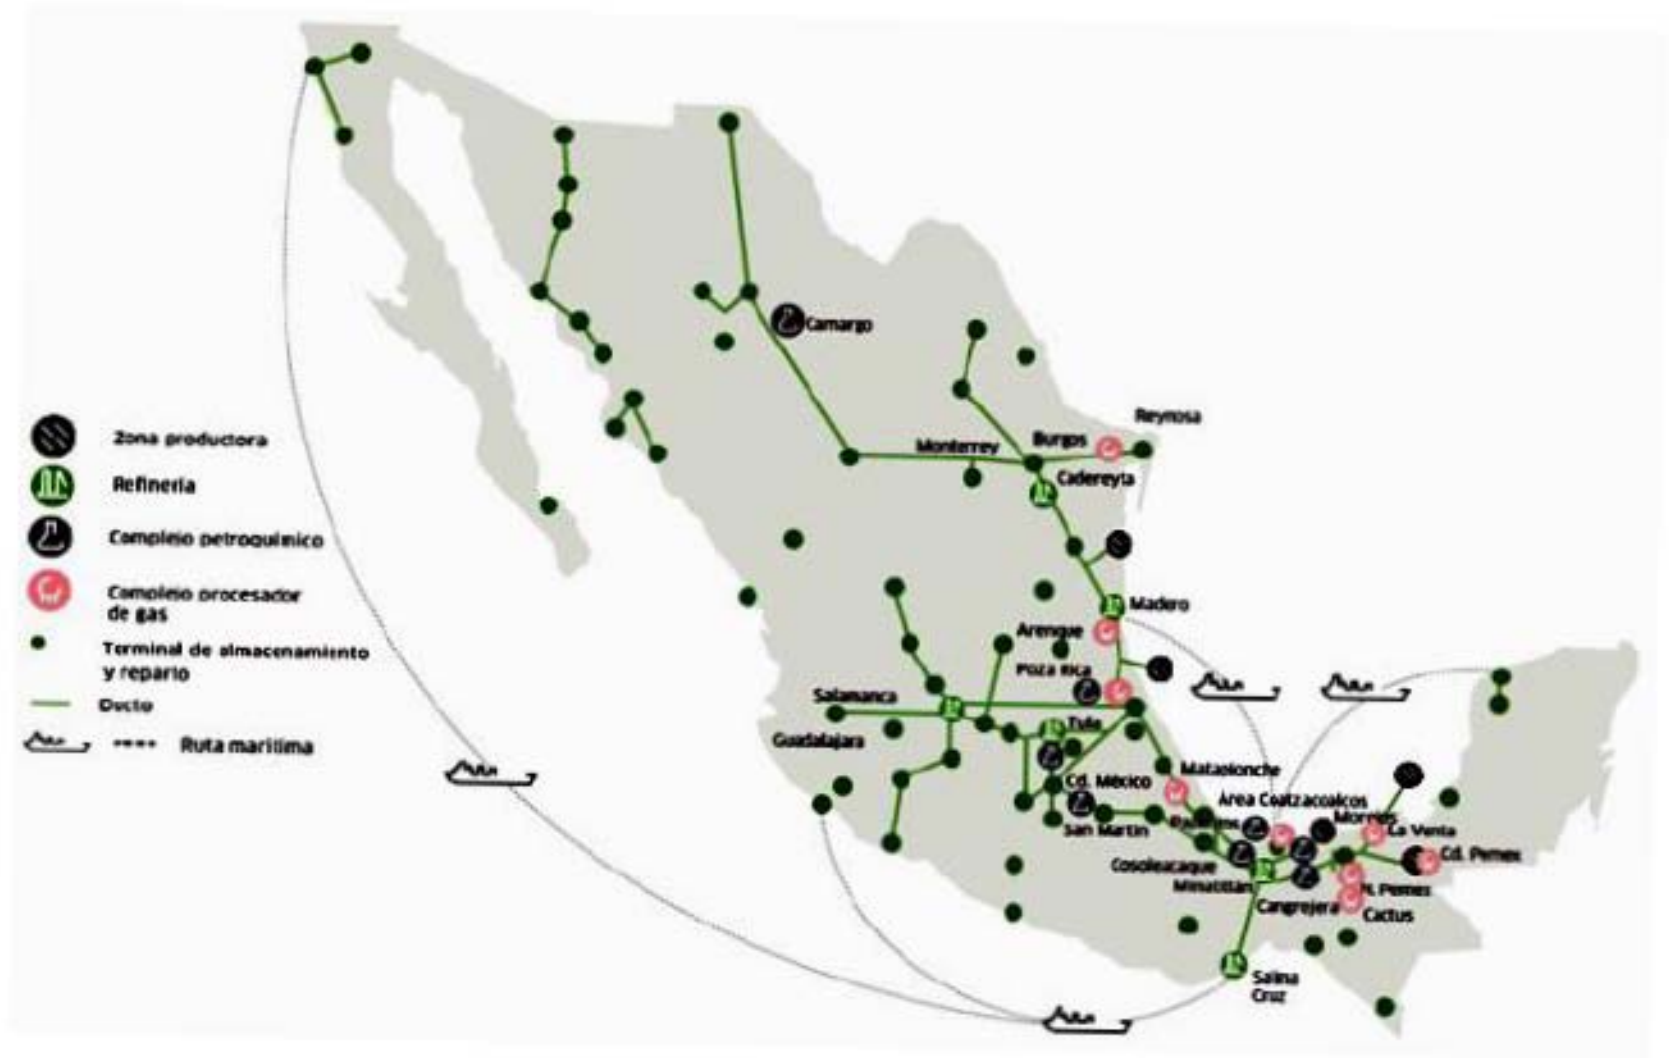 Camargo
Reynosa
Monterrey
Burgos
Cadereyta
Zona productora
Refinería
Complejo petroquímico
Complejo procesador
de gas
Terminal de almacenamiento
y reparto
Ducto
Ruta marítima
Madero
Arenque
Poza Rica
Salamanca
Tula
Guadalajara
Matapionche
Cd. México
Area Coatzacoalcos
Morelos
San Martín
La Venta
Cosoleacaque
Cd. Pemex
Minatitlán
N. Pemex
Cangrejera
Cactus
Salina
Cruz